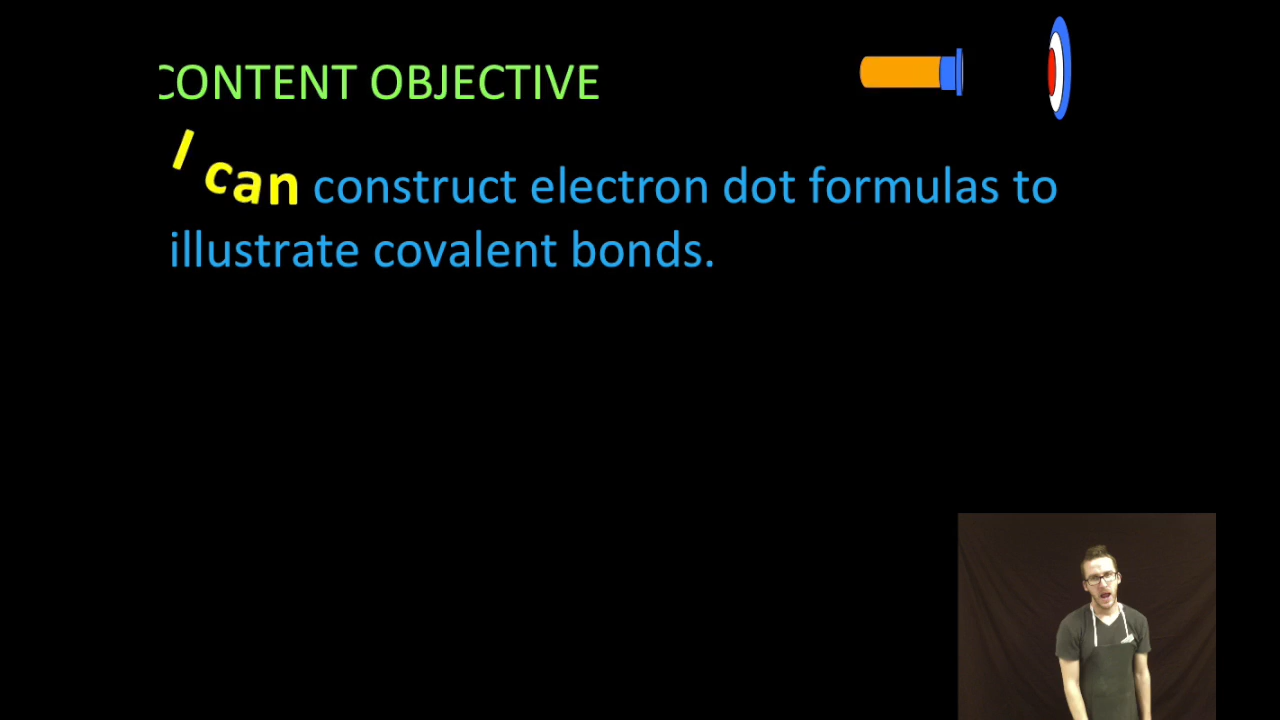 CONTENT OBJECTIVE
I can construct electron dot formulas to
illustrate covalent bonds.